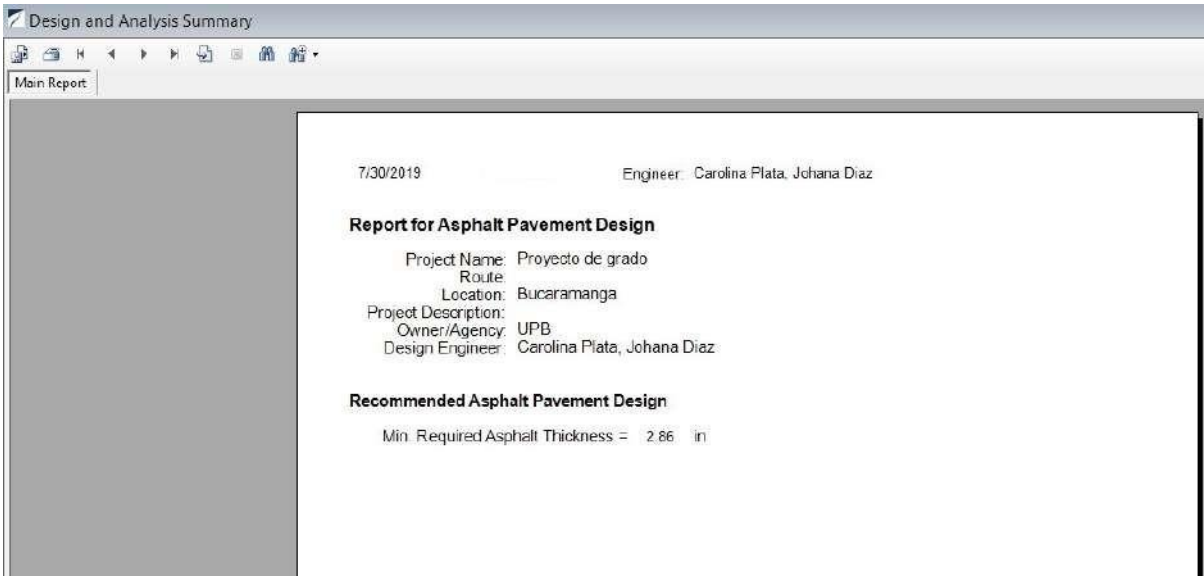 Design and Analysis Summary
Main Report
7/30/2019 Engineer: Carolina Plata, Johana Diaz
Report for Asphalt Pavement Design
Project Name: Proyecto de grado
Route:
Location: Bucaramanga
Project Description:
Owner/Agency: UPB
Design Engineer: Carolina Plata, Johana Diaz
Recommended Asphalt Pavement Design
Min. Required Asphalt Thickness = 2.86 in